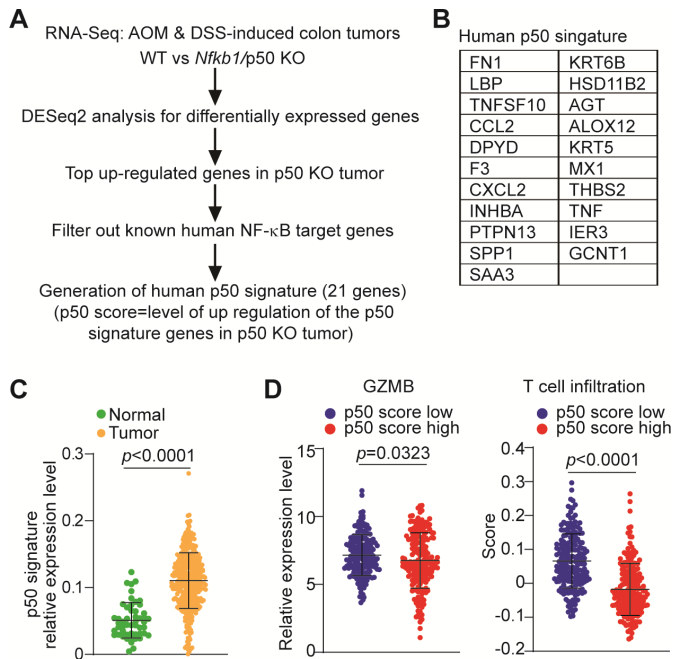 A
RNA-Seq: AOM & DSS-induced colon tumors
WT vs Nfkb1/p50 KO
DESeq2 analysis for differentially expressed genes
Top up-regulated genes in p50 KO tumor
Filter out known human NF-κB target genes
Generation of human p50 signature (21 genes)
(p50 score=level of up regulation of the p50
signature genes in p50 KO tumor)
B
Human p50 singature
FN1 KRT6B
LBP HSD11B2
TNFSF10 AGT
CCL2 ALOX12
DPYD KRT5
F3 MX1
CXCL2 THBS2
INHBA TNF
PTPN13 IER3
SPP1 GCNT1
SAA3
C
Normal
Tumor
p<0.0001
p50 signature
relative expression level
0.3
0.2
0.1
0
D
GZMB
p50 score low
p50 score high
p=0.0323
Relative expression level
15
10
5
0
T cell infiltration
p50 score low
p50 score high
p<0.0001
Score
0.4
0.3
0.2
0.1
0
-0.1
-0.2